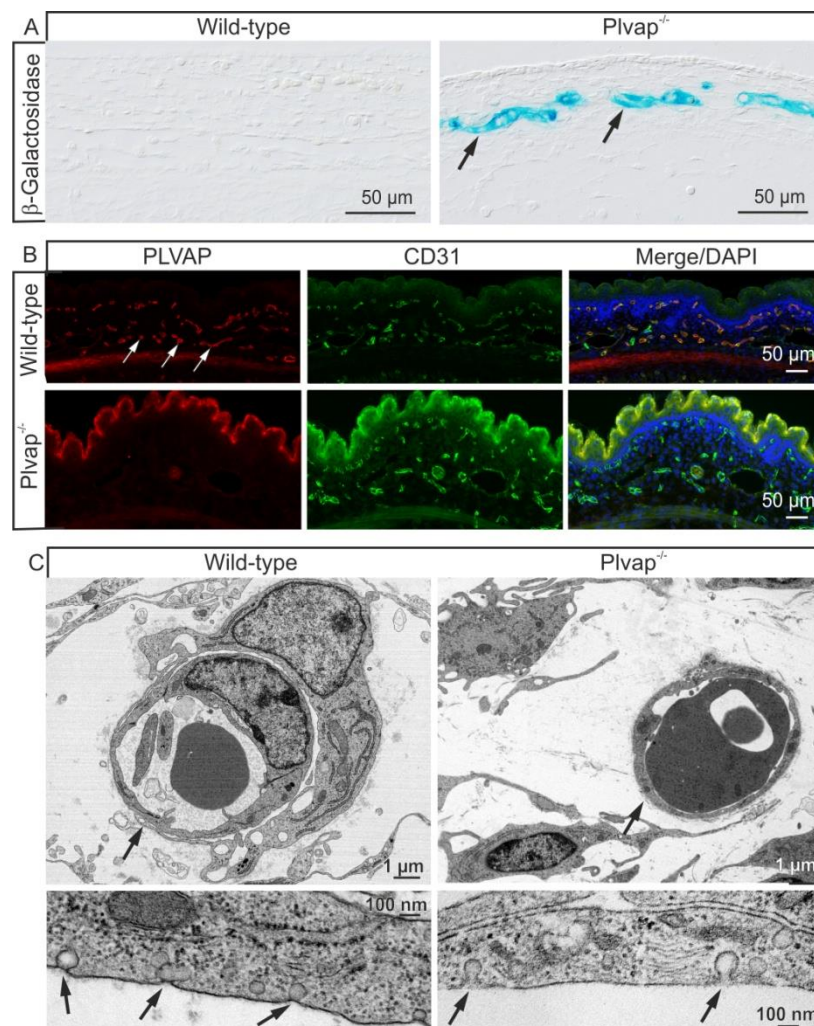 A
Wild-type
Plvap-/-
β-Galactosidase
50 µm
50 µm
B
PLVAP
CD31
Merge/DAPI
Wild-type
50 µm
Plvap-/-
50 µm
C
Wild-type
Plvap-/-
1 µm
1 µm
100 nm
100 nm